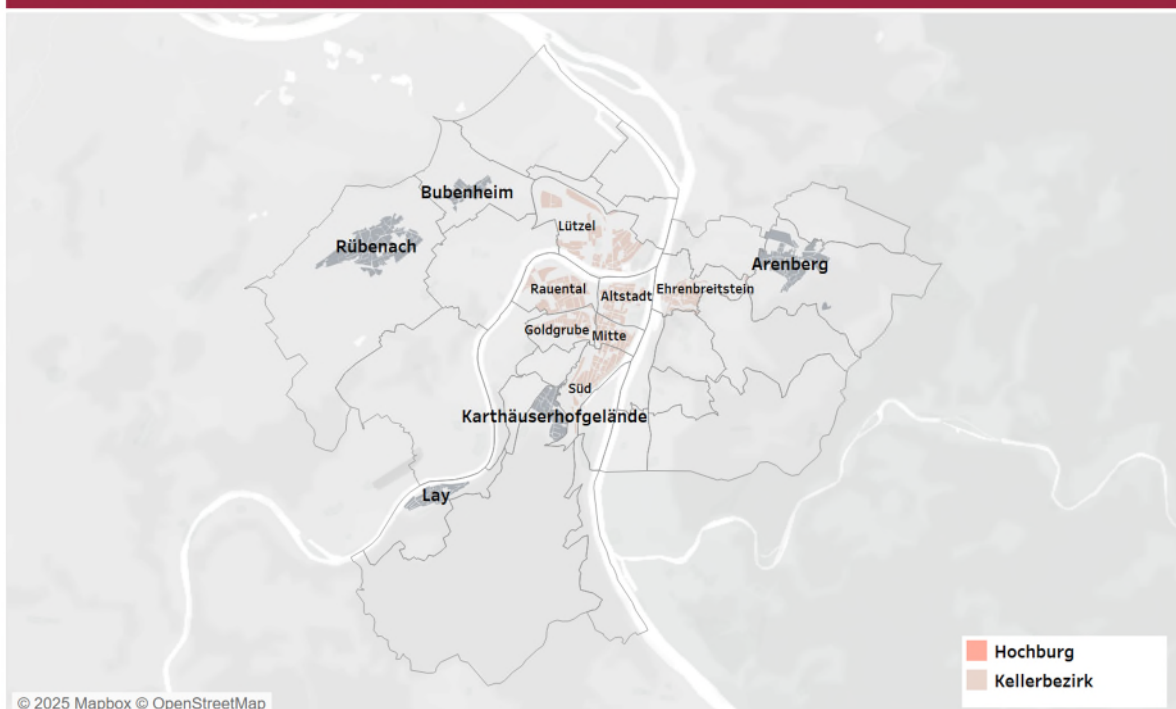 Bubenheim
Lützel
Rübenach
Arenberg
Rauental
Altstadt
Ehrenbreitstein
Goldgrube
Mitte
Süd
Karthäuserhofgelände
Lay
Hochburg
Kellerbezirk
© 2025 Mapbox © OpenStreetMap